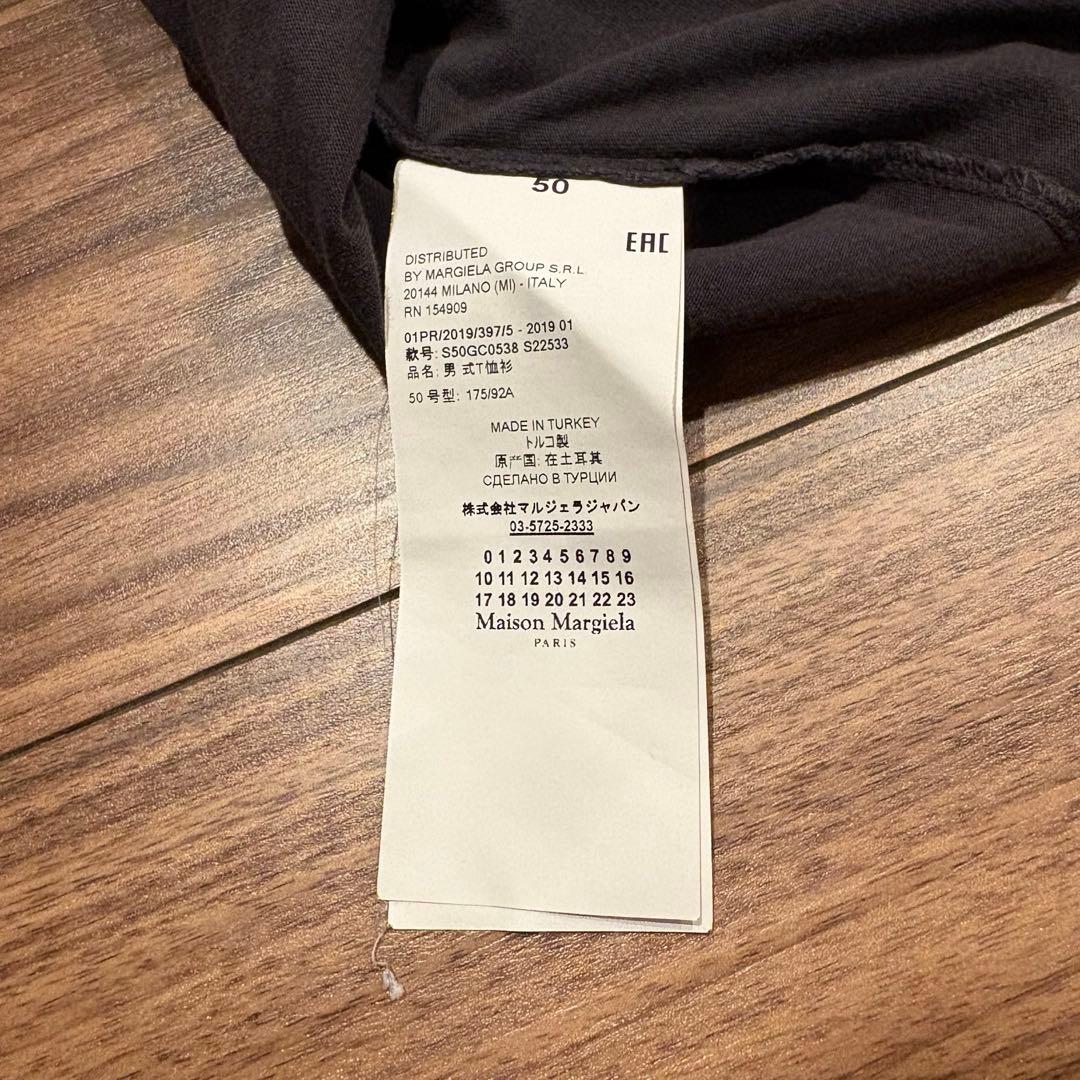 50
EAC
DISTRIBUTED
BY MARGIELA GROUP S.R.L.
20144 MILANO (MI) - ITALY
RN 154909
01PR/2019/397/5 - 2019 01
款号: S50GC0538 S22533
品名: 男 式T恤衫
50 号型: 175/92A
MADE IN TURKEY
トルコ製
原产国: 在土耳其
СДЕЛАНО В ТУРЦИИ
株式会社マルジェラジャパン
03-5725-2333
0 1 2 3 4 5 6 7 8 9
10 11 12 13 14 15 16
17 18 19 20 21 22 23
Maison Margiela
PARIS